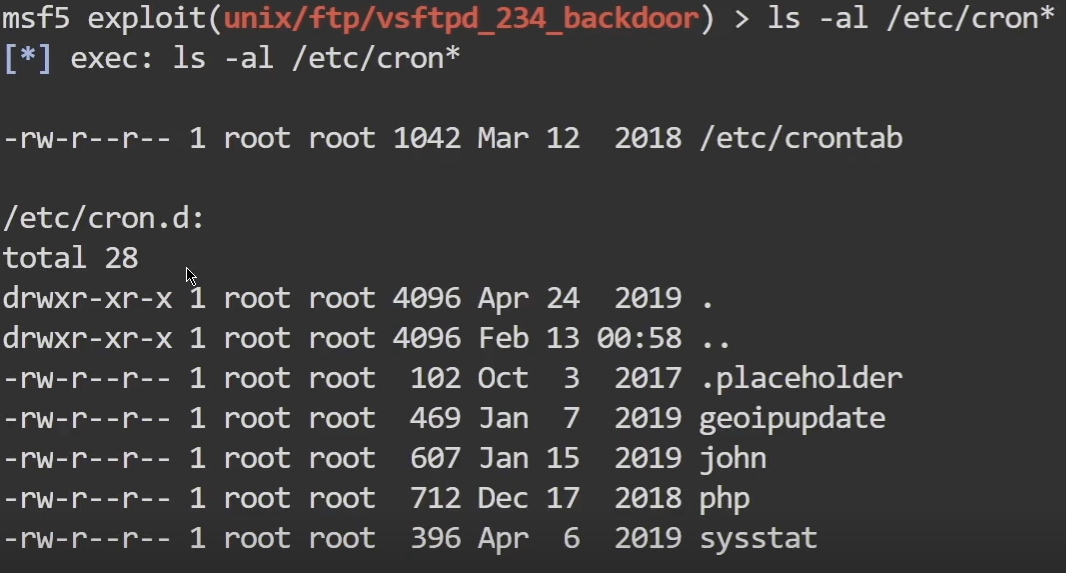 msf5 exploit(unix/ftp/vsftpd_234_backdoor) > ls -al /etc/cron*
[*] exec: ls -al /etc/cron*
-rw-r--r-- 1 root root 1042 Mar 12  2018 /etc/crontab
/etc/cron.d:
total 28
drwxr-xr-x 1 root root 4096 Apr 24  2019 .
drwxr-xr-x 1 root root 4096 Feb 13 00:58 ..
-rw-r--r-- 1 root root  102 Oct  3  2017 .placeholder
-rw-r--r-- 1 root root  469 Jan  7  2019 geoipupdate
-rw-r--r-- 1 root root  607 Jan 15  2019 john
-rw-r--r-- 1 root root  712 Dec 17  2018 php
-rw-r--r-- 1 root root  396 Apr  6  2019 sysstat